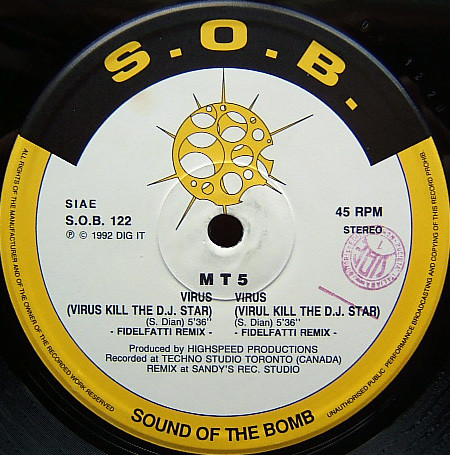 S.O.B.
SIAE
S.O.B. 122
℗ © 1992 DIG IT
45 RPM
STEREO
MT5
VIRUS
(VIRUS KILL THE D.J. STAR)
(S. Dian) 5'36"
- FIDELFATTI REMIX -
VIRUS
(VIRUL KILL THE D.J. STAR)
(S. Dian) 5'36"
- FIDELFATTI REMIX -
Produced by HIGHSPEED PRODUCTIONS
Recorded at TECHNO STUDIO TORONTO (CANADA)
REMIX at SANDY'S REC. STUDIO
SOUND OF THE BOMB
ALL RIGHTS OF THE MANUFACTURER AND OF THE OWNER OF THE RECORDED WORK RESERVED
UNAUTHORISED PUBLIC PERFORMANCE BROADCASTING AND COPYING OF THIS RECORD PROHIB.